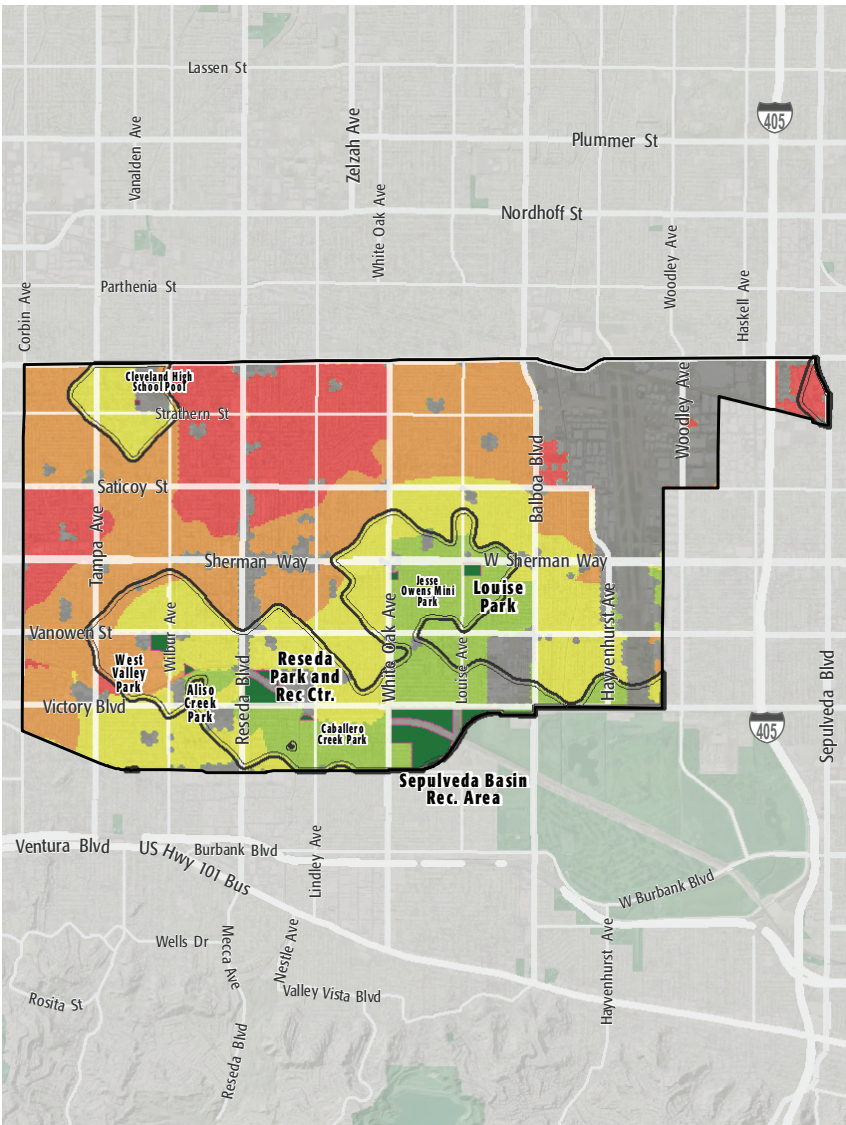 Lassen St
Vanalden Ave
Zelzah Ave
405
Plummer St
White Oak Ave
Nordhoff St
Woodley Ave
Parthenia St
Haskell Ave
Corbin Ave
Cleveland High
School Pool
Strathern St
Woodley Ave
Balboa Blvd
Saticoy St
Tampa Ave
Sherman Way
W Sherman Way
Jesse
Owens Mini
Park
Louise
Park
Wilbur Ave
White Oak Ave
Hayvenhurst Ave
Vanowen St
Louise Ave
West
Valley
Park
Reseda Blvd
Reseda
Park and
Rec Ctr.
Aliso
Creek
Park
Victory Blvd
Caballero
Creek Park
Sepulveda Blvd
405
Sepulveda Basin
Rec. Area
Ventura Blvd
US Hwy 101 Bus
Burbank Blvd
Lindley Ave
W Burbank Blvd
Wells Dr
Mecca Ave
Nestle Ave
Hayvenhurst Ave
Rosita St
Valley Vista Blvd
Reseda Blvd